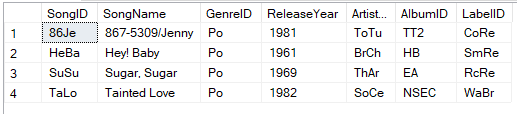 SongID SongName GenreID ReleaseYear Artist... AlbumID LabelID
1 86Je 867-5309/Jenny Po 1981 ToTu TT2 CoRe
2 HeBa Hey! Baby Po 1961 BrCh HB SmRe
3 SuSu Sugar, Sugar Po 1969 ThAr EA RcRe
4 TaLo Tainted Love Po 1982 SoCe NSEC WaBr